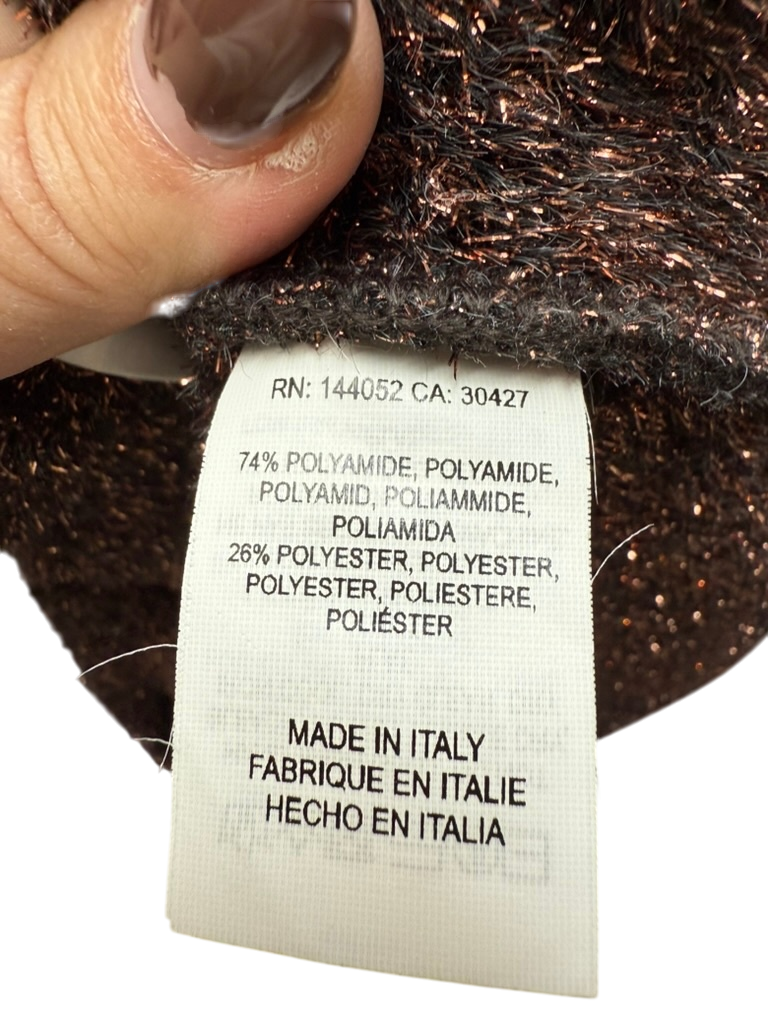 RN: 144052 CA: 30427
74% POLYAMIDE, POLYAMIDE,
POLYAMID, POLIAMMIDE,
POLIAMIDA
26% POLYESTER, POLYESTER,
POLYESTER, POLIESTERE,
POLIÉSTER
MADE IN ITALY
FABRIQUE EN ITALIE
HECHO EN ITALIA